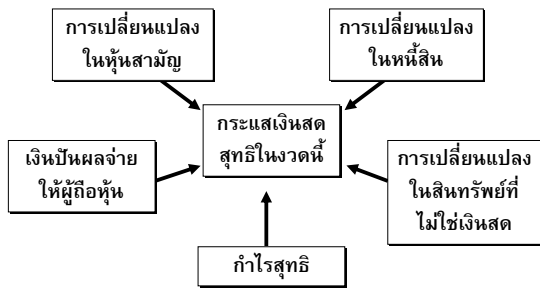 การเปลี่ยนแปลง
ในหุ้นสามัญ
การเปลี่ยนแปลง
ในหนี้สิน
กระแสเงินสด
สุทธิในงวดนี้
เงินปันผลจ่าย
ให้ผู้ถือหุ้น
การเปลี่ยนแปลง
ในสินทรัพย์ที่
ไม่ใช่เงินสด
กำไรสุทธิ